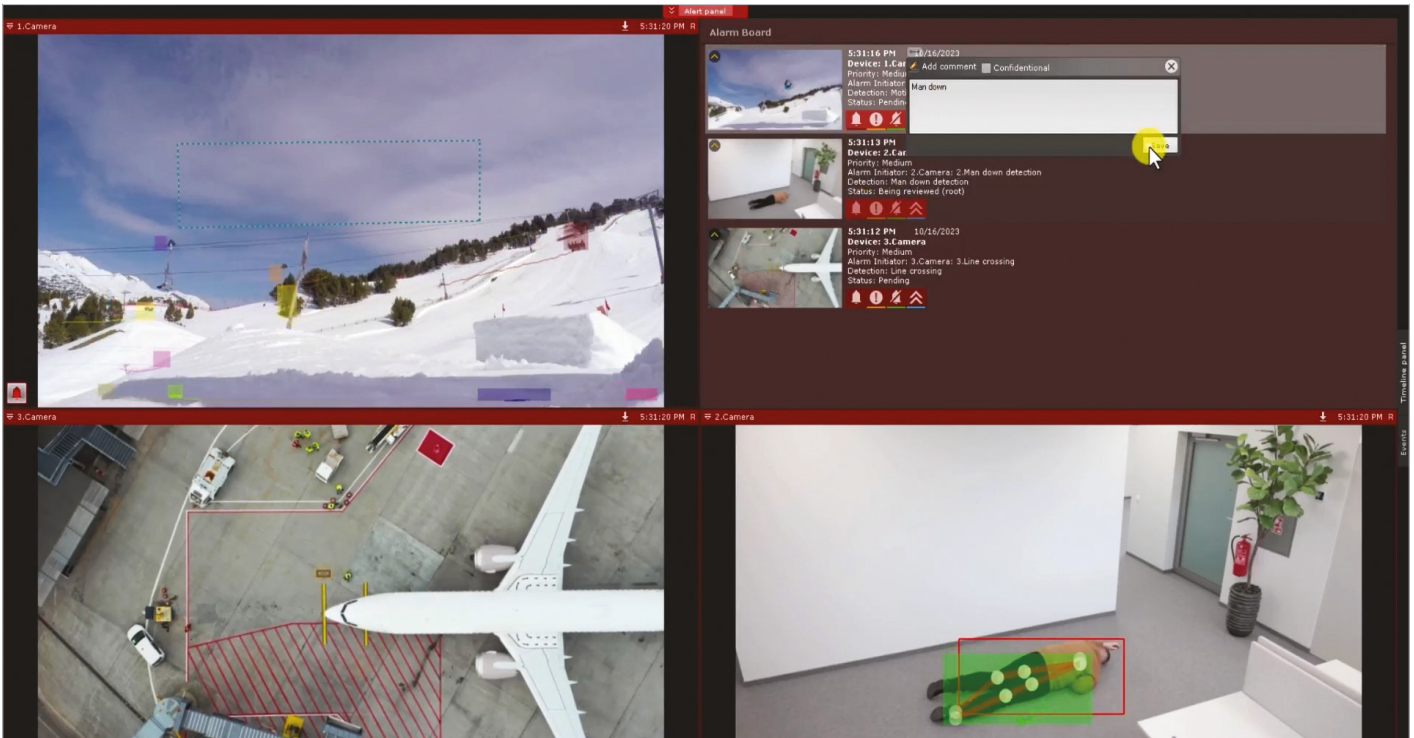 Alert panel
1.Camera
5:31:20 PM R
Alarm Board
5:31:16 PM 10/16/2023
Device: 1.Ca
Priority: Mediu
Alarm Initiator
Detection: Moti
Status: Pendin
Add comment Confidentional
Man down
Save
5:31:13 PM
Device: 2.Ca
Priority: Medium
Alarm Initiator: 2.Camera: 2.Man down detection
Detection: Man down detection
Status: Being reviewed (root)
5:31:12 PM 10/16/2023
Device: 3.Camera
Priority: Medium
Alarm Initiator: 3.Camera: 3.Line crossing
Detection: Line crossing
Status: Pending
Timeline panel
Events
3.Camera
5:31:20 PM R
2.Camera
5:31:20 PM R